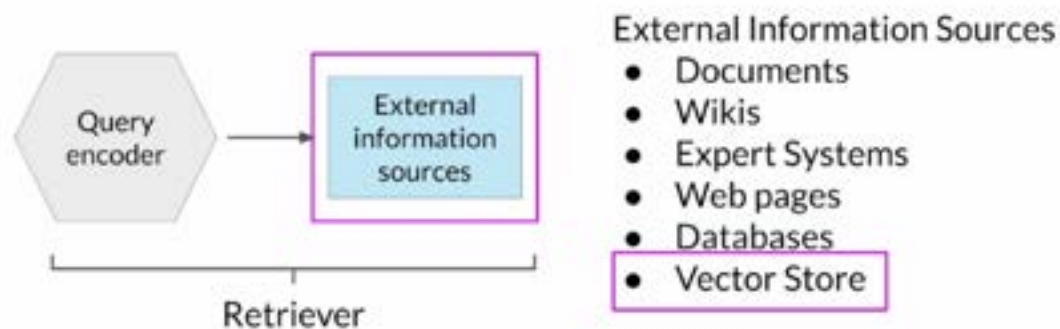 Query
encoder
External
information
sources
Retriever
External Information Sources
● Documents
● Wikis
● Expert Systems
● Web pages
● Databases
● Vector Store